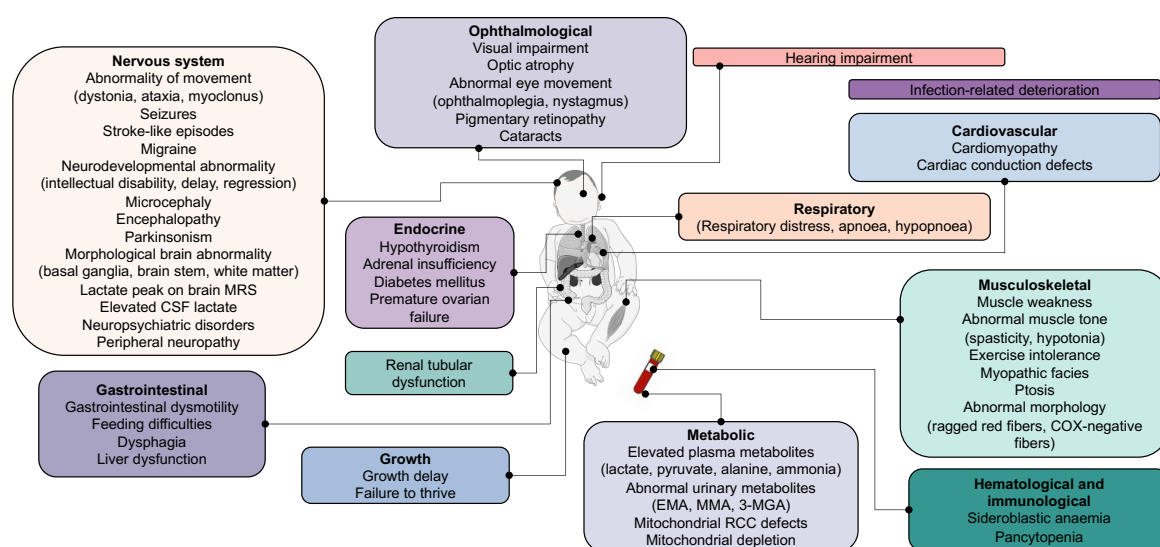 Nervous system
Abnormality of movement
(dystonia, ataxia, myoclonus)
Seizures
Stroke-like episodes
Migraine
Neurodevelopmental abnormality
(intellectual disability, delay, regression)
Microcephaly
Encephalopathy
Parkinsonism
Morphological brain abnormality
(basal ganglia, brain stem, white matter)
Lactate peak on brain MRS
Elevated CSF lactate
Neuropsychiatric disorders
Peripheral neuropathy
Ophthalmological
Visual impairment
Optic atrophy
Abnormal eye movement
(ophthalmoplegia, nystagmus)
Pigmentary retinopathy
Cataracts
Hearing impairment
Infection-related deterioration
Cardiovascular
Cardiomyopathy
Cardiac conduction defects
Respiratory
(Respiratory distress, apnoea, hypopnoea)
Endocrine
Hypothyroidism
Adrenal insufficiency
Diabetes mellitus
Premature ovarian
failure
Renal tubular
dysfunction
Musculoskeletal
Muscle weakness
Abnormal muscle tone
(spasticity, hypotonia)
Exercise intolerance
Myopathic facies
Ptosis
Abnormal morphology
(ragged red fibers, COX-negative
fibers)
Gastrointestinal
Gastrointestinal dysmotility
Feeding difficulties
Dysphagia
Liver dysfunction
Growth
Growth delay
Failure to thrive
Metabolic
Elevated plasma metabolites
(lactate, pyruvate, alanine, ammonia)
Abnormal urinary metabolites
(EMA, MMA, 3-MGA)
Mitochondrial RCC defects
Mitochondrial depletion
Hematological and
immunological
Sideroblastic anaemia
Pancytopenia